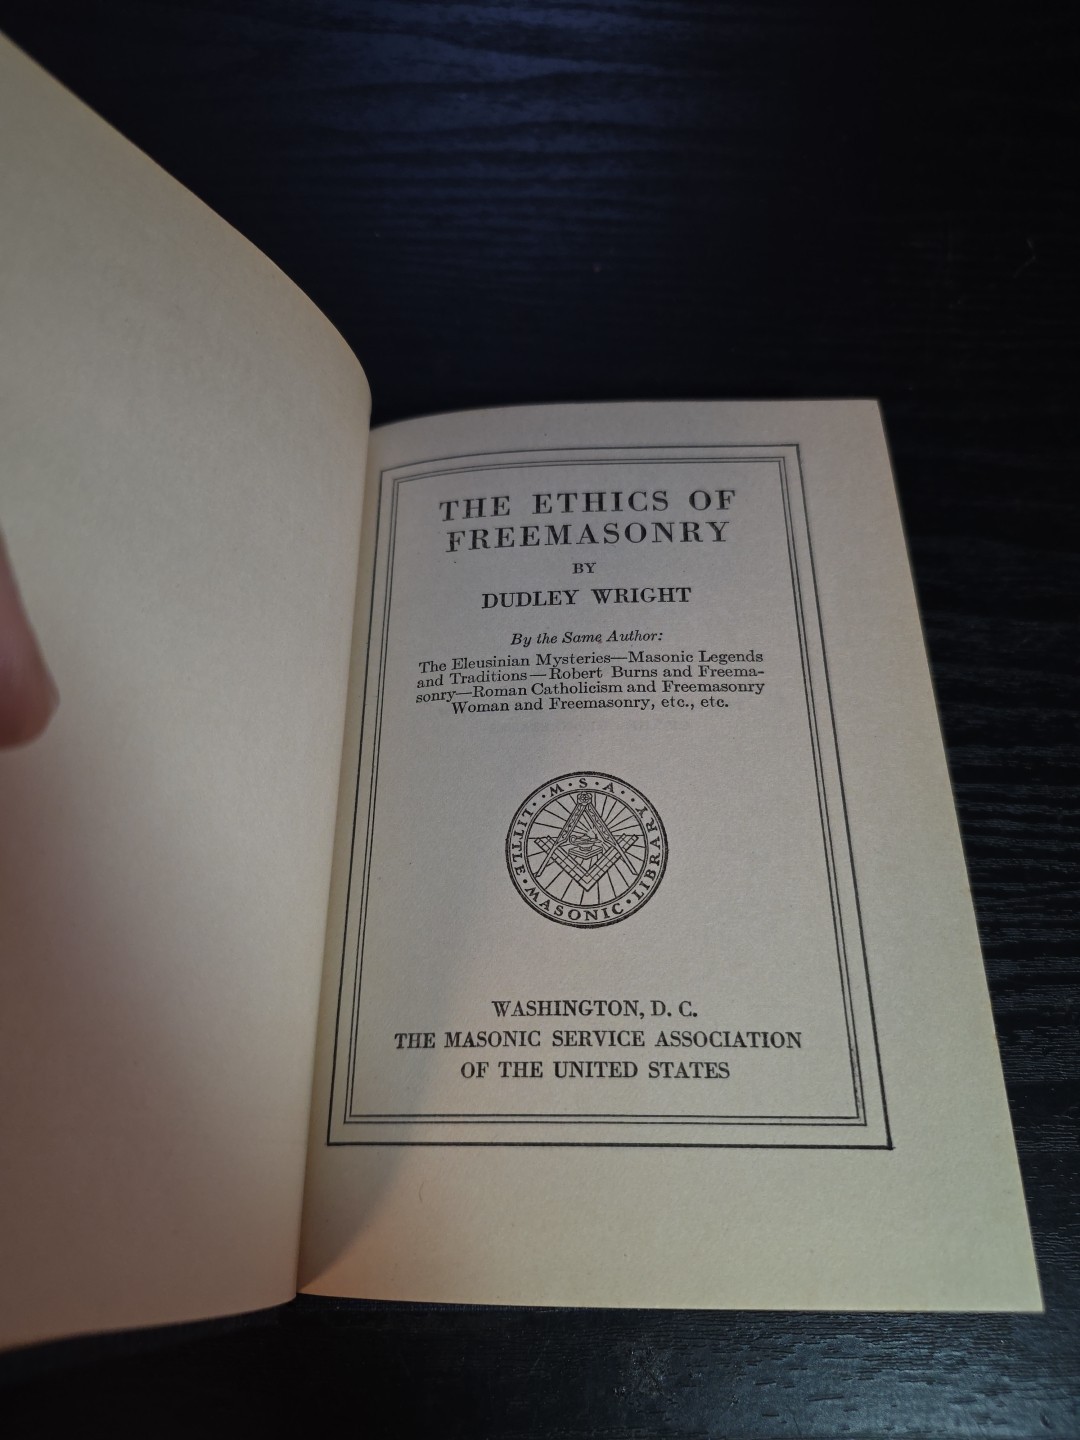 THE ETHICS OF
FREEMASONRY
BY
DUDLEY WRIGHT
By the Same Author:
The Eleusinian Mysteries—Masonic Legends
and Traditions—Robert Burns and Freema-
sonry—Roman Catholicism and Freemasonry
Woman and Freemasonry, etc., etc.
· M · S · A ·
LITTLE · MASONIC · LIBRARY
WASHINGTON, D. C.
THE MASONIC SERVICE ASSOCIATION
OF THE UNITED STATES